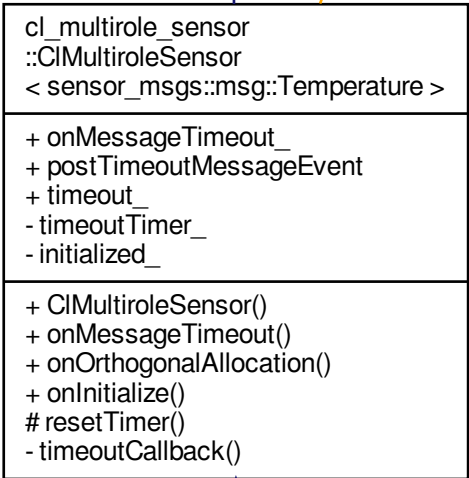 cl_multirole_sensor
::ClMultiroleSensor
< sensor_msgs::msg::Temperature >
+ onMessageTimeout_
+ postTimeoutMessageEvent
+ timeout_
- timeoutTimer_
- initialized_
+ ClMultiroleSensor()
+ onMessageTimeout()
+ onOrthogonalAllocation()
+ onInitialize()
# resetTimer()
- timeoutCallback()